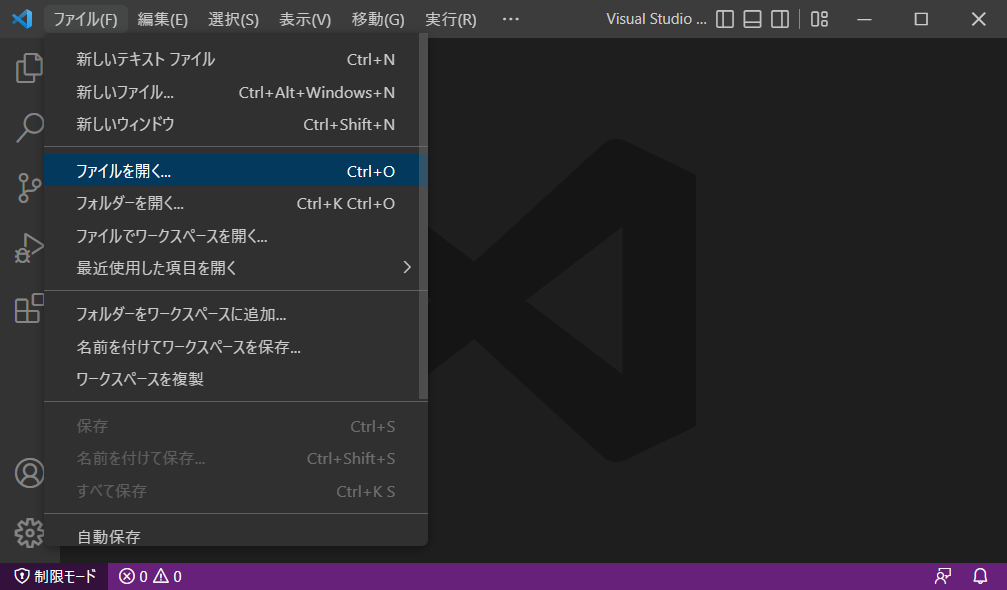 ファイル(F) 編集(E) 選択(S) 表示(V) 移動(G) 実行(R) ··· Visual Studio ...
新しいテキスト ファイル Ctrl+N
新しいファイル... Ctrl+Alt+Windows+N
新しいウィンドウ Ctrl+Shift+N
ファイルを開く... Ctrl+O
フォルダーを開く... Ctrl+K Ctrl+O
ファイルでワークスペースを開く...
最近使用した項目を開く
フォルダーをワークスペースに追加...
名前を付けてワークスペースを保存...
ワークスペースを複製
保存 Ctrl+S
名前を付けて保存... Ctrl+Shift+S
すべて保存 Ctrl+K S
自動保存
制限モード 0 0